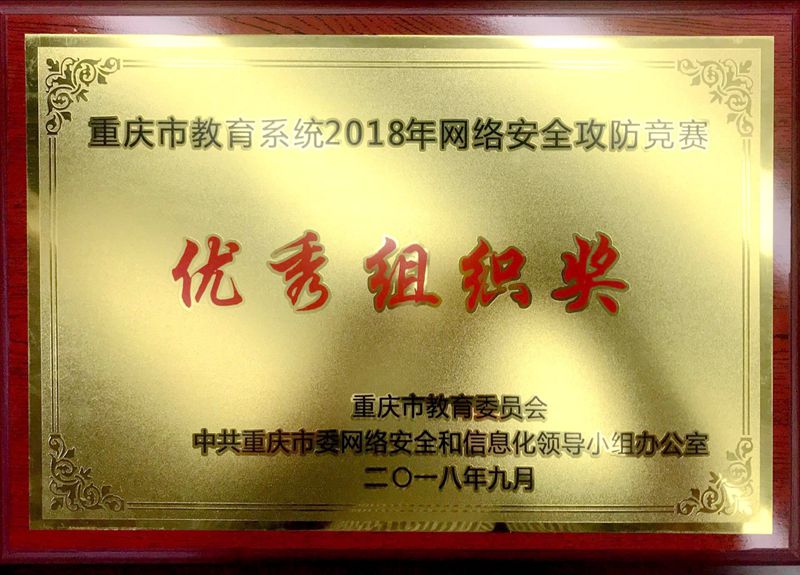 重庆市教育系统2018年网络安全攻防竞赛
优秀组织奖
重庆市教育委员会
中共重庆市委网络安全和信息化领导小组办公室
二〇一八年九月